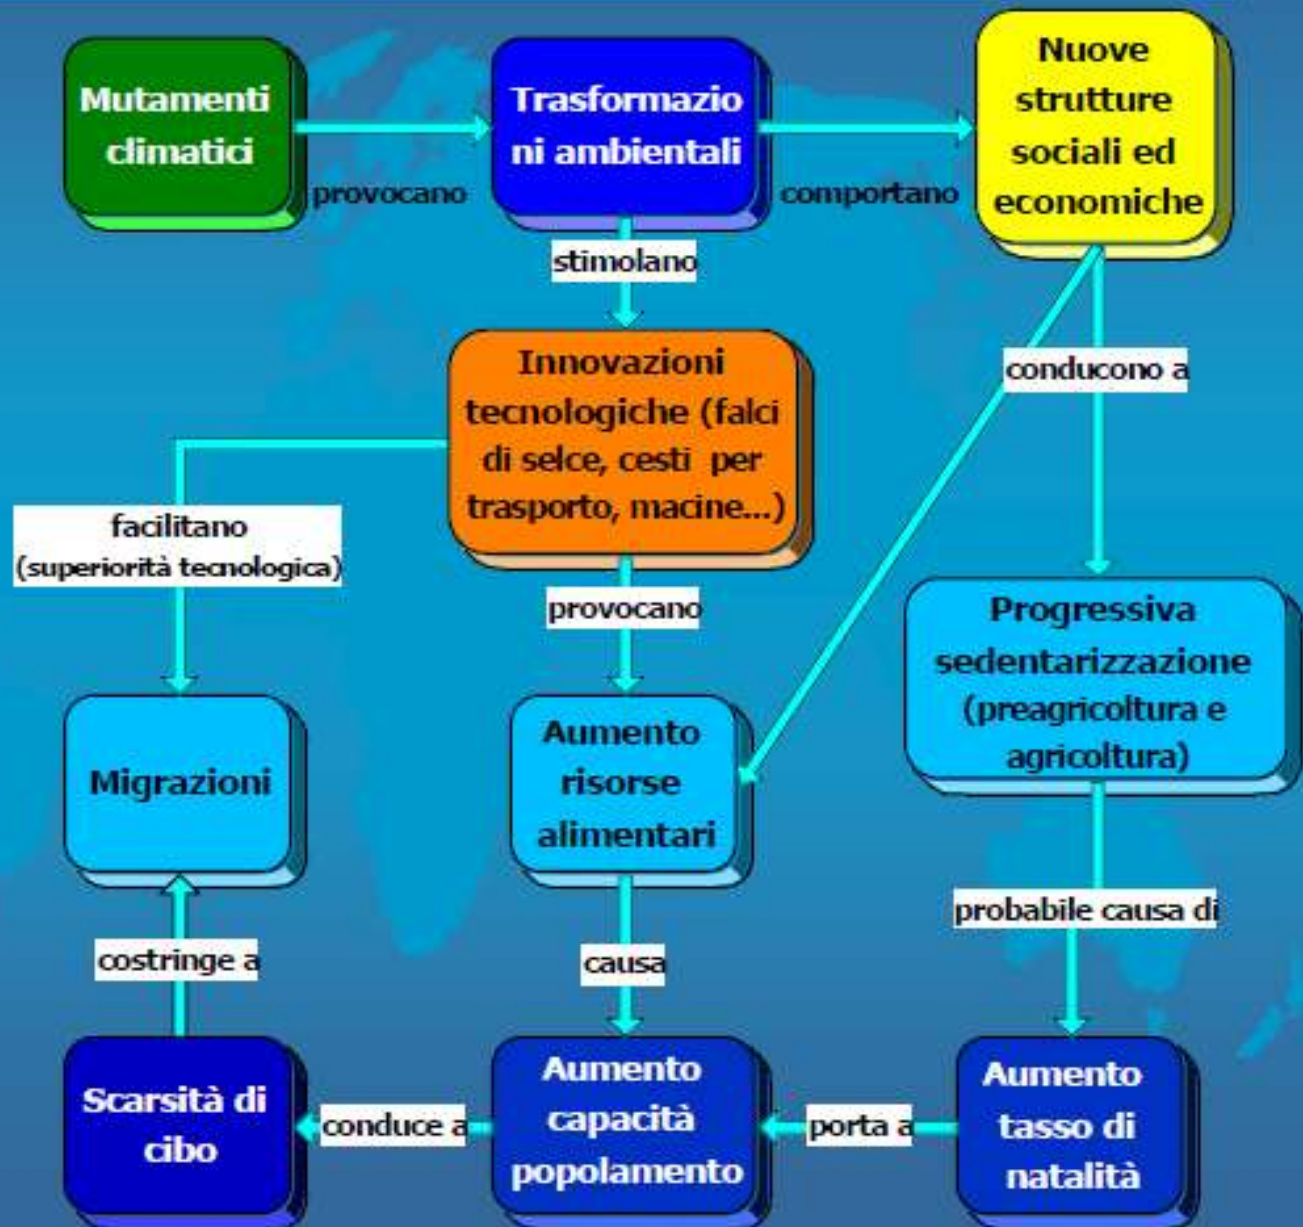 Mutamenti
climatici
provocano
Trasformazio
ni ambientali
comportano
Nuove
strutture
sociali ed
economiche
stimolano
conducono a
Innovazioni
tecnologiche (falci
di selce, cesti per
trasporto, macine...)
facilitano
(superiorità tecnologica)
provocano
Progressiva
sedentarizzazione
(preagricoltura e
agricoltura)
Migrazioni
Aumento
risorse
alimentari
costringe a
causa
probabile causa di
Scarsità di
cibo
conduce a
Aumento
capacità
popolamento
porta a
Aumento
tasso di
natalità